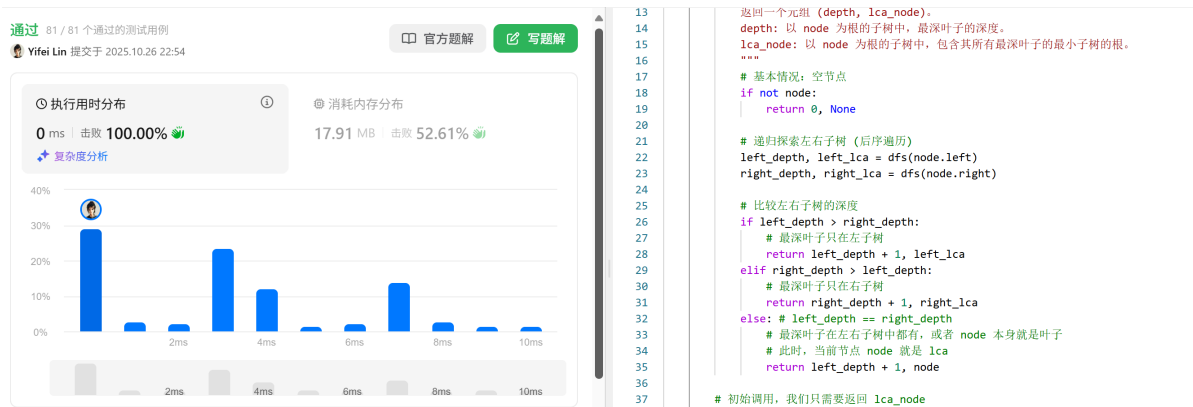 通过 81 / 81 个通过的测试用例
Yifei Lin 提交于 2025.10.26 22:54
官方题解
写题解
执行用时分布
0 ms 击败 100.00%
复杂度分析
消耗内存分布
17.91 MB 击败 52.61%
40%
30%
20%
10%
0%
2ms 4ms 6ms 8ms 10ms
2ms 4ms 6ms 8ms 10ms
13 返回一个元组 (depth, lca_node)。
14 depth: 以 node 为根的子树中，最深叶子的深度。
15 lca_node: 以 node 为根的子树中，包含其所有最深叶子的最小子树的根。
16 """
17 # 基本情况：空节点
18 if not node:
19 return 0, None
20
21 # 递归探索左右子树 (后序遍历)
22 left_depth, left_lca = dfs(node.left)
23 right_depth, right_lca = dfs(node.right)
24
25 # 比较左右子树的深度
26 if left_depth > right_depth:
27 # 最深叶子只在左子树
28 return left_depth + 1, left_lca
29 elif right_depth > left_depth:
30 # 最深叶子只在右子树
31 return right_depth + 1, right_lca
32 else: # left_depth == right_depth
33 # 最深叶子在左右子树中都有，或者 node 本身就是叶子
34 # 此时，当前节点 node 就是 lca
35 return left_depth + 1, node
36
37 # 初始调用，我们只需要返回 lca_node